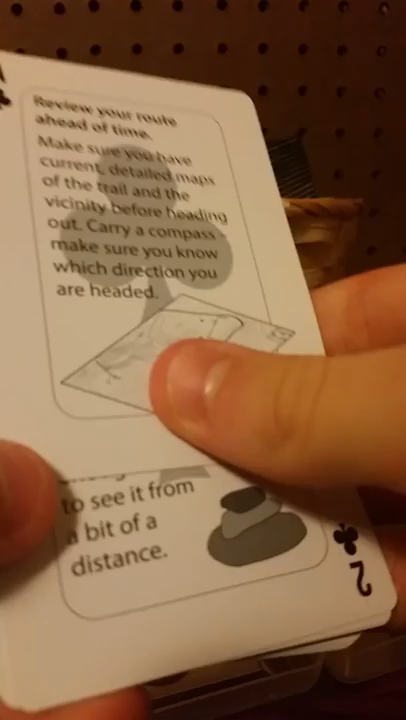 Review your route
ahead of time.
Make sure you have
current, detailed maps
of the trail and the
vicinity before heading
out. Carry a compass -
make sure you know
which direction you
are headed.
to see it from
a bit of a
distance.
2